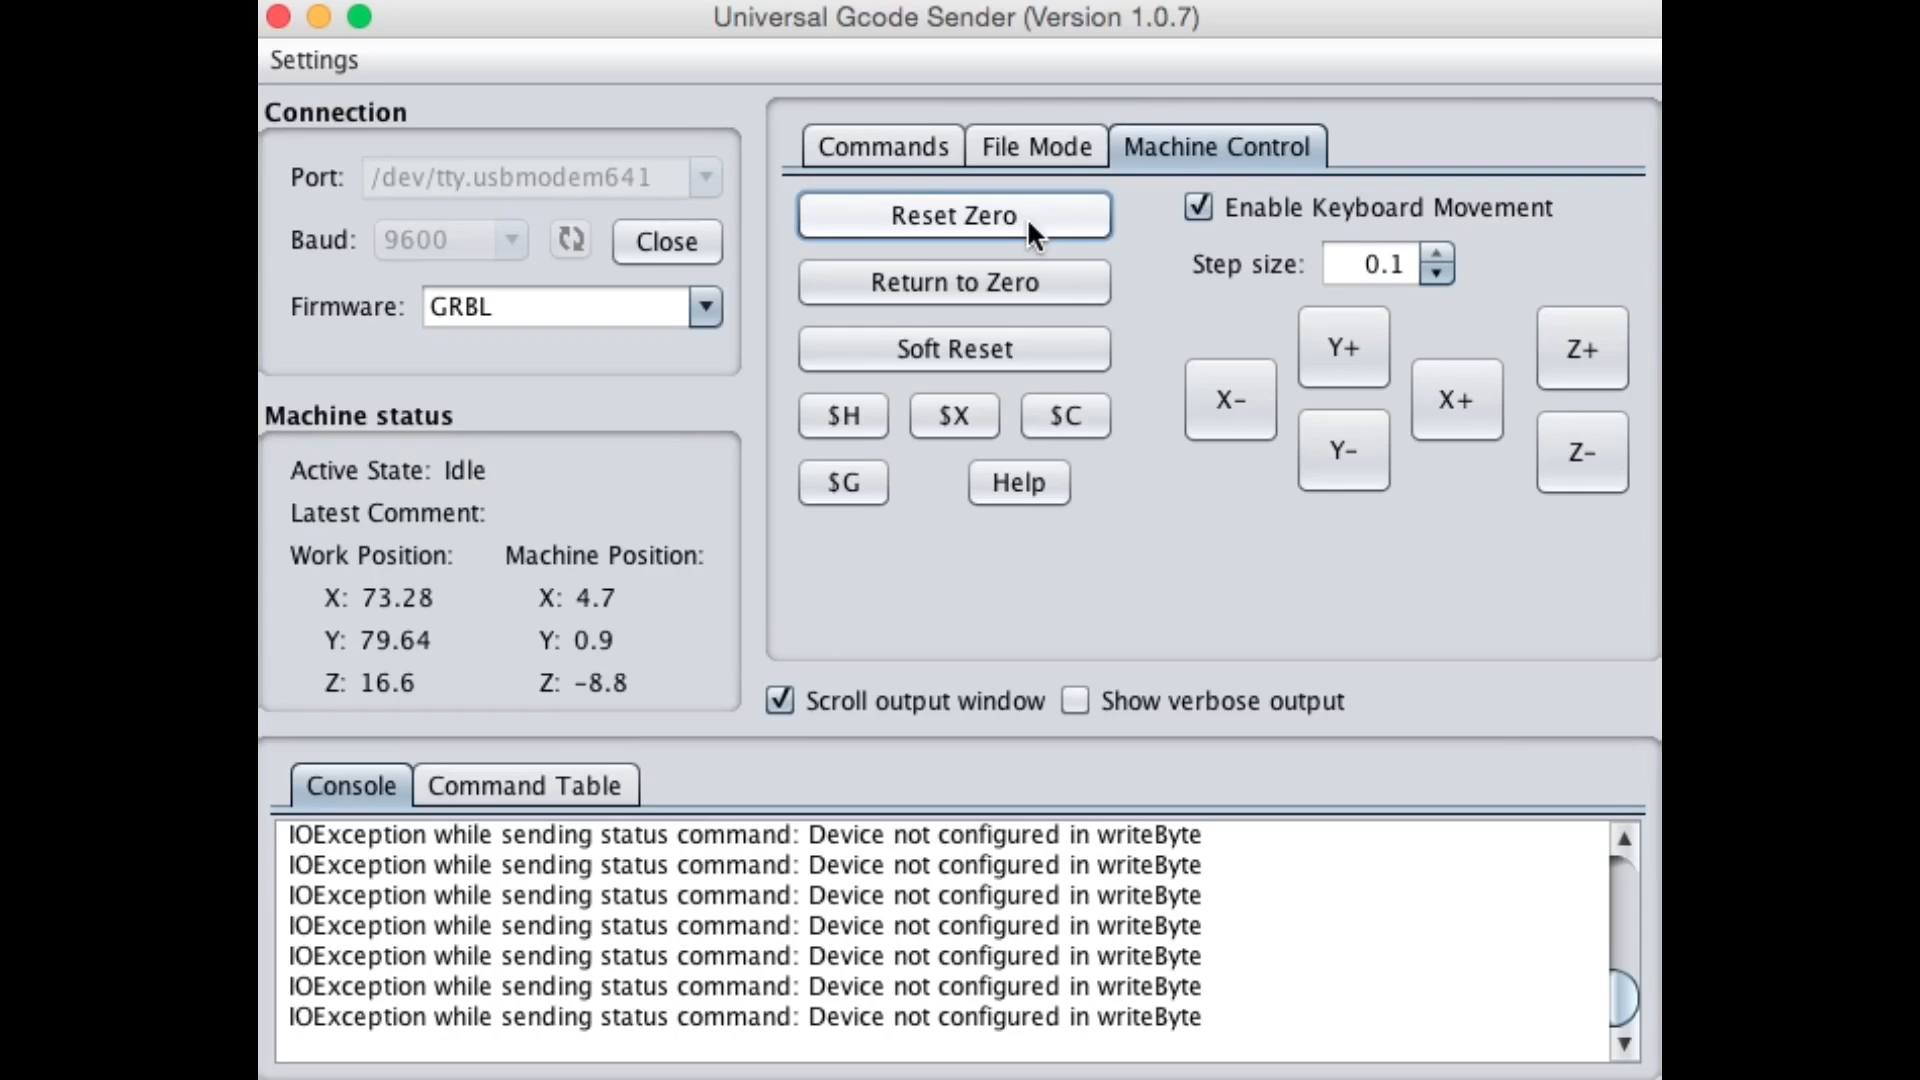 Universal Gcode Sender (Version 1.0.7)
Settings
Connection
Port: /dev/tty.usbmodem641
Baud: 9600 Close
Firmware: GRBL
Machine status
Active State: Idle
Latest Comment:
Work Position: Machine Position:
X: 73.28 X: 4.7
Y: 79.64 Y: 0.9
Z: 16.6 Z: -8.8
Commands File Mode Machine Control
Reset Zero
Return to Zero
Soft Reset
$H $X $C
$G Help
Enable Keyboard Movement
Step size: 0.1
Y+ Z+
X- X+
Y- Z-
Scroll output window Show verbose output
Console Command Table
IOException while sending status command: Device not configured in writeByte
IOException while sending status command: Device not configured in writeByte
IOException while sending status command: Device not configured in writeByte
IOException while sending status command: Device not configured in writeByte
IOException while sending status command: Device not configured in writeByte
IOException while sending status command: Device not configured in writeByte
IOException while sending status command: Device not configured in writeByte